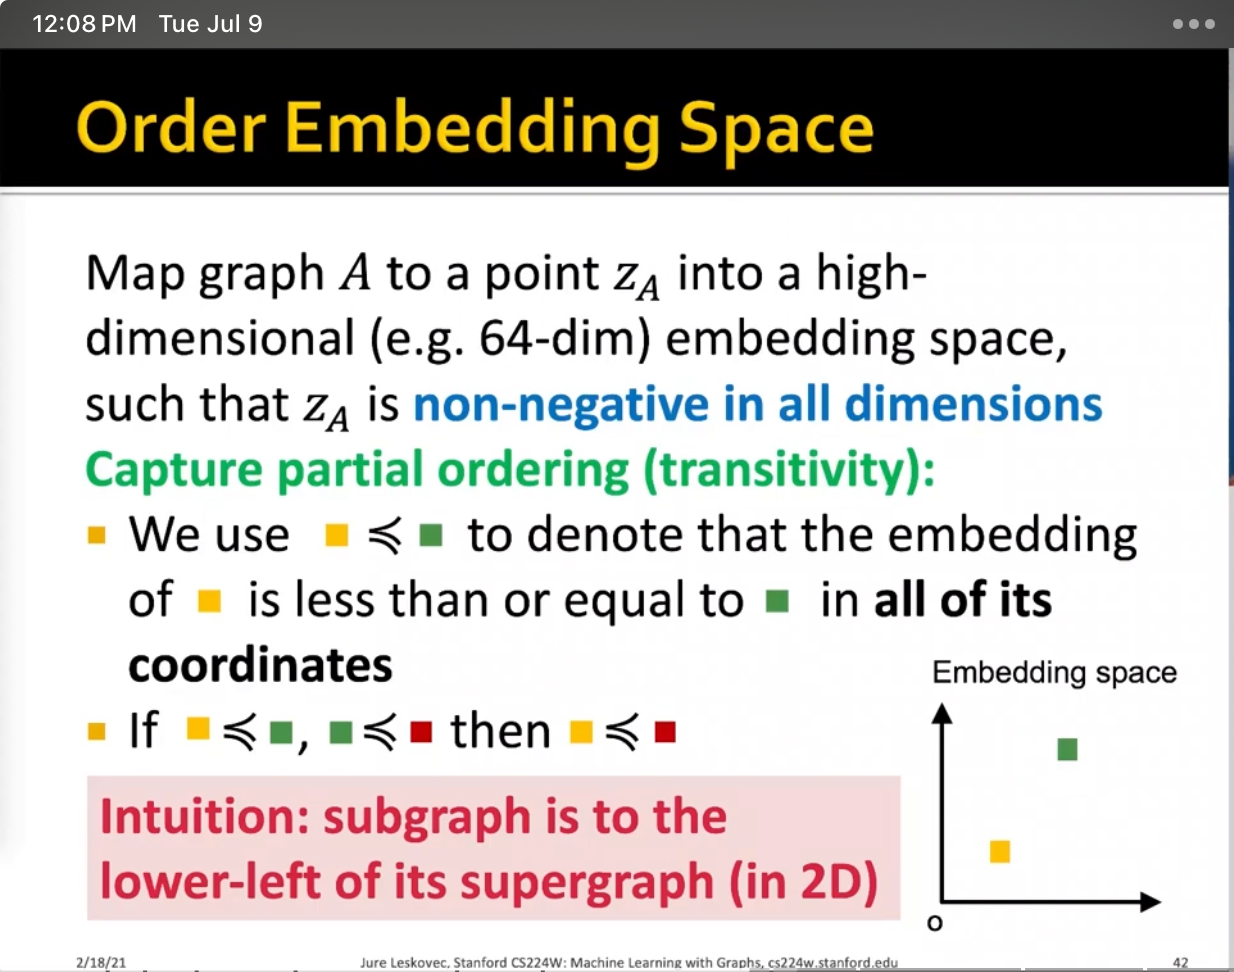 12:08 PM Tue Jul 9
Order Embedding Space
Map graph A to a point z_A into a high-
dimensional (e.g. 64-dim) embedding space,
such that z_A is non-negative in all dimensions
Capture partial ordering (transitivity):
▪ We use 🟨 ≼ 🟩 to denote that the embedding
of 🟨 is less than or equal to 🟩 in all of its
coordinates
▪ If 🟨 ≼ 🟩, 🟩 ≼ 🟥 then 🟨 ≼ 🟥
Intuition: subgraph is to the
lower-left of its supergraph (in 2D)
Embedding space
O
2/18/21
Jure Leskovec, Stanford CS224W: Machine Learning with Graphs, cs224w.stanford.edu
42